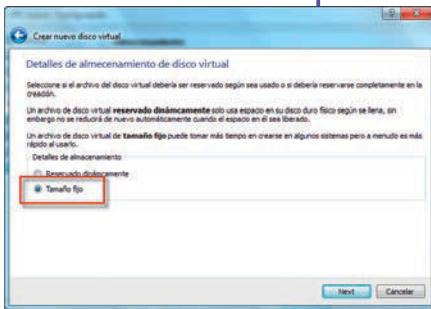 Crear nuevo disco virtual
Detalles de almecenamiento de disco virtual
Seleccione si el archivo del disco virtual debería ser reservado según sea usado o si debería reservarse completamente en la
creación.
Un archivo de disco virtual reservado dinámcamente solo usa espacio en su disco duro físico según se llena, sin
embargo no se reducirá de nuevo automáticamente cuando el espacio en él sea liberado.
Un archivo de disco virtual de tamaño fijo puede tomar más tiempo en crearse en algunos sistemas pero a menudo es más
rápido al usarlo.
Detalles de almacenamiento
Reservado dinámcamente
Tamaño fijo
Next Cancelar